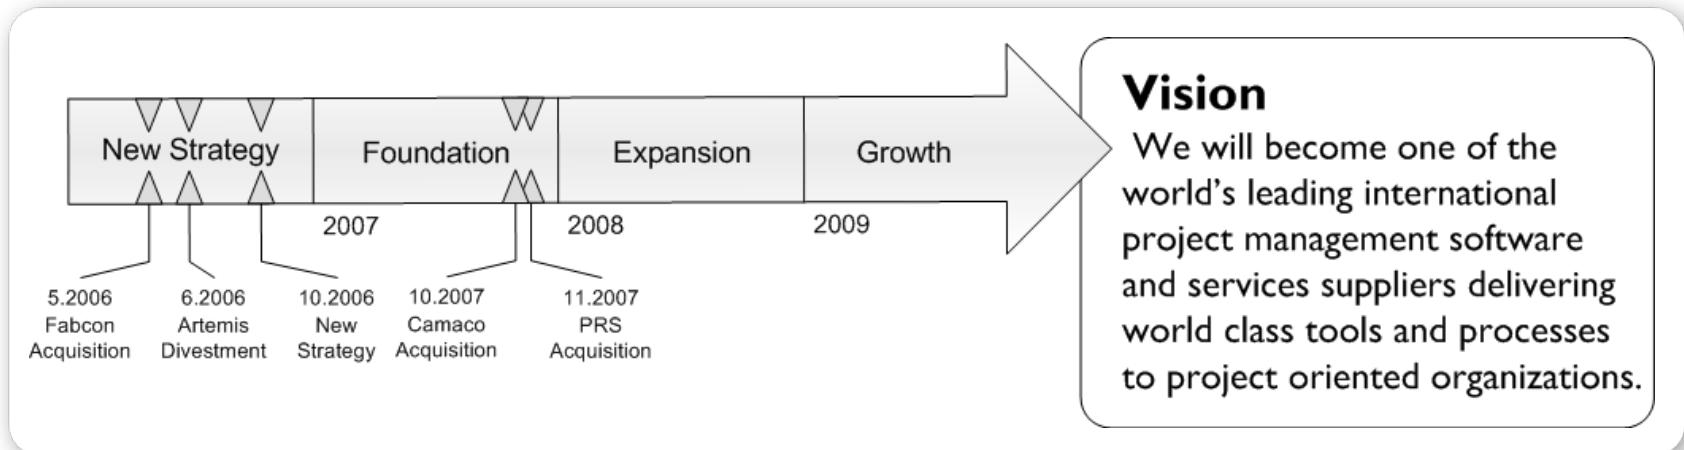 New Strategy
Foundation
Expansion
Growth
2007
2008
2009
5.2006
Fabcon
Acquisition
6.2006
Artemis
Divestment
10.2006
New
Strategy
10.2007
Camaco
Acquisition
11.2007
PRS
Acquisition
Vision
We will become one of the
world's leading international
project management software
and services suppliers delivering
world class tools and processes
to project oriented organizations.